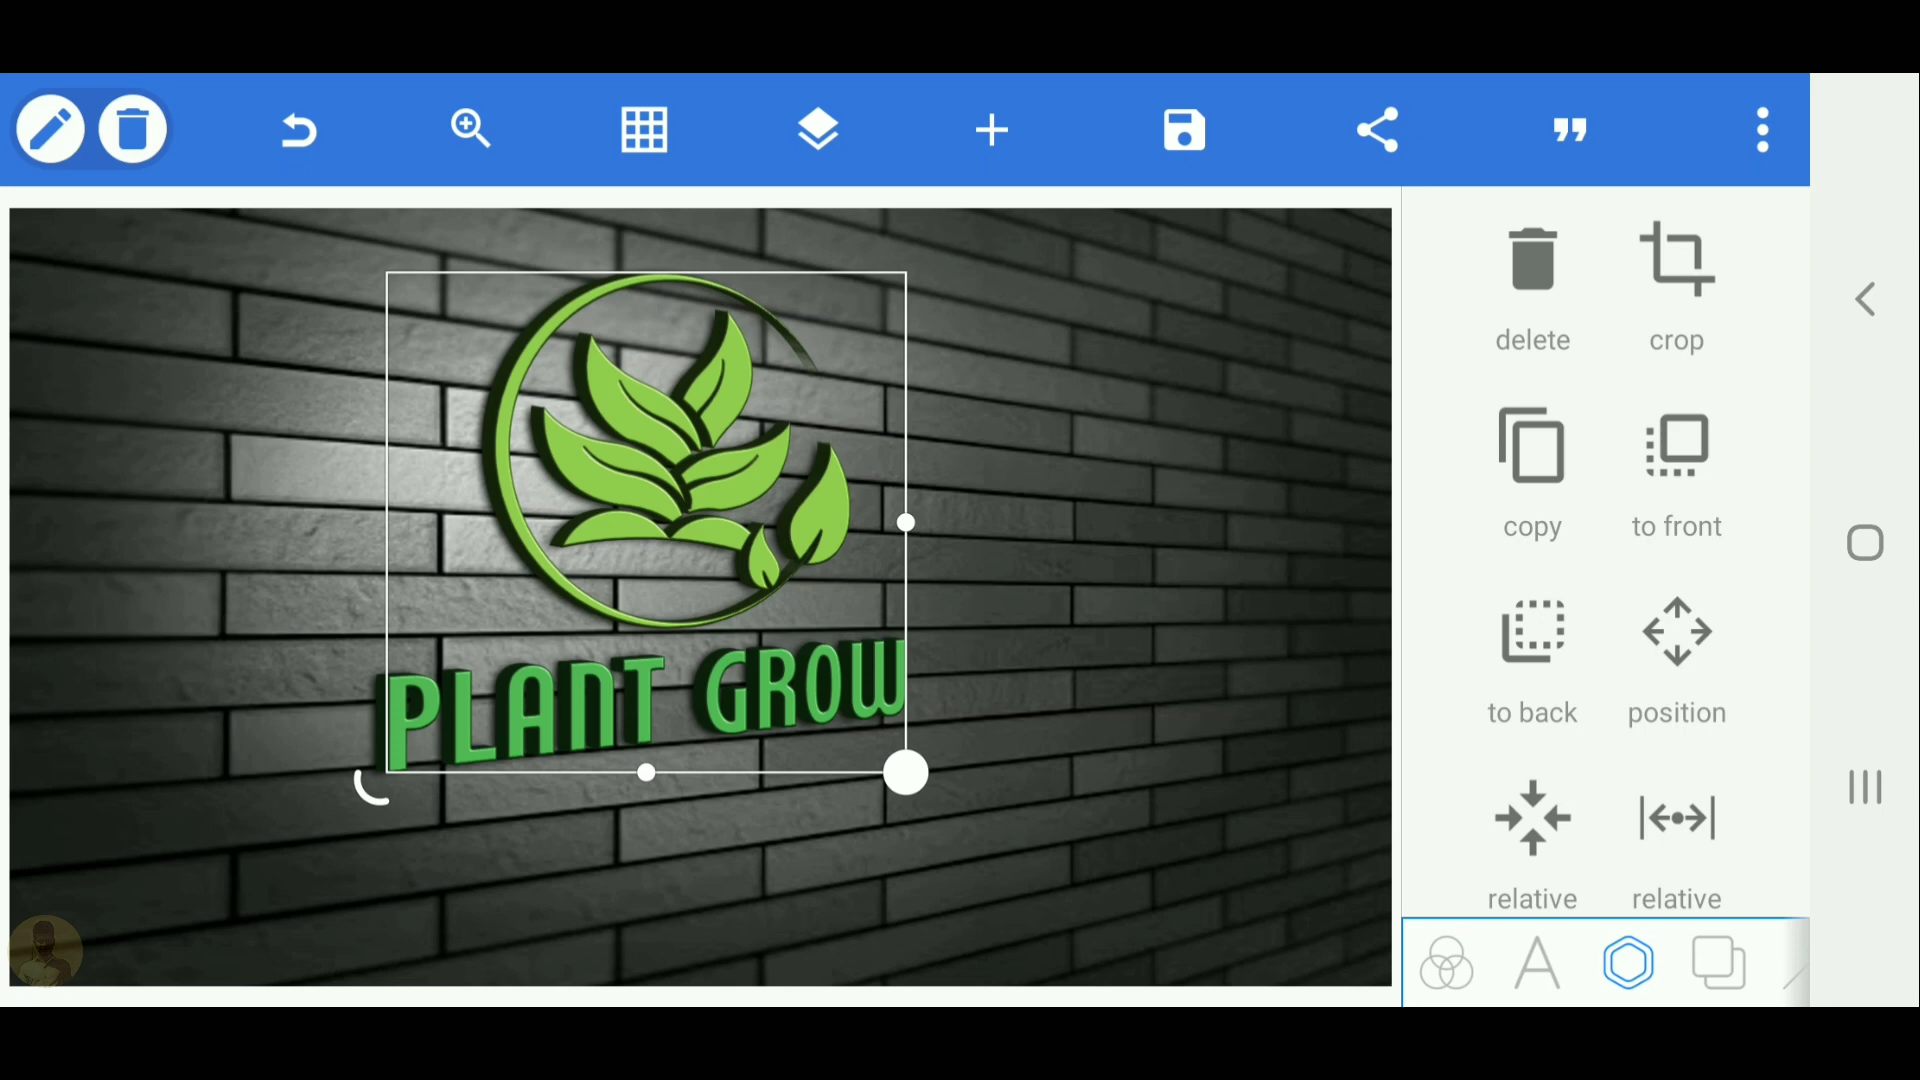 delete
crop
PLANT GROW
copy
to front
to back
position
relative
relative